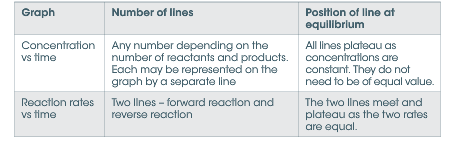 Graph
Number of lines
Position of line at
equilibrium
Concentration
vs time
Any number depending on the
number of reactants and products.
Each may be represented on the
graph by a separate line
All lines plateau as
concentrations are
constant. They do not
need to be of equal value.
Reaction rates
vs time
Two lines – forward reaction and
reverse reaction
The two lines meet and
plateau as the two rates
are equal.